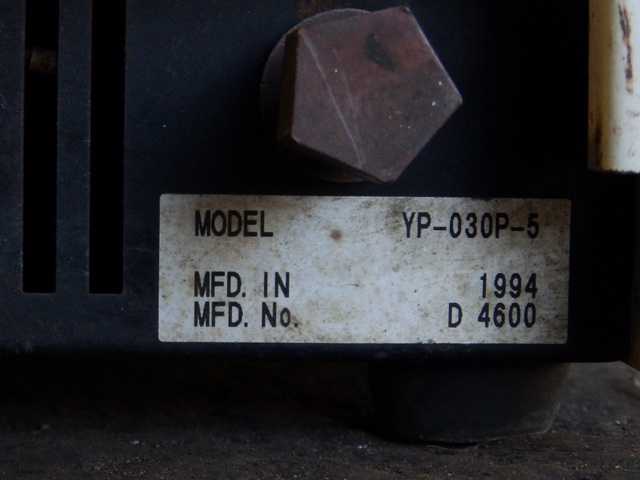 MODEL YP-030P-5
MFD. IN 1994
MFD. No. D 4600